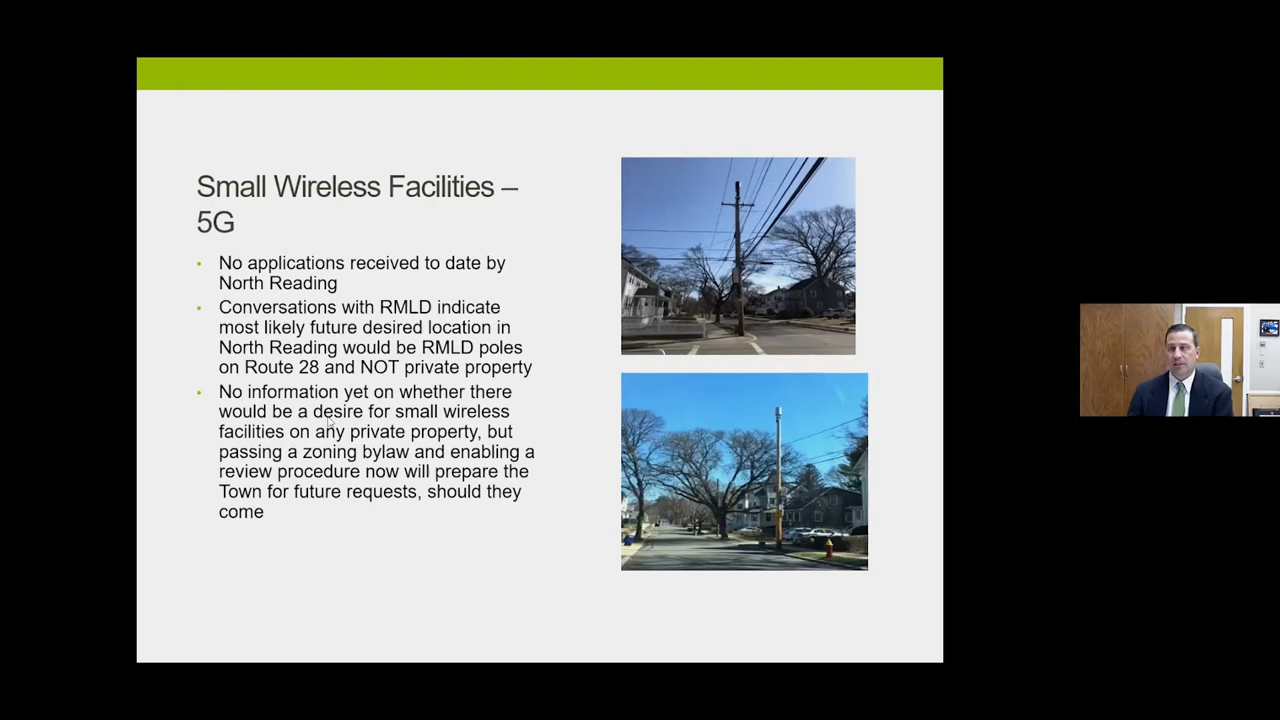 Small Wireless Facilities –
5G
• No applications received to date by
North Reading
• Conversations with RMLD indicate
most likely future desired location in
North Reading would be RMLD poles
on Route 28 and NOT private property
• No information yet on whether there
would be a desire for small wireless
facilities on any private property, but
passing a zoning bylaw and enabling a
review procedure now will prepare the
Town for future requests, should they
come